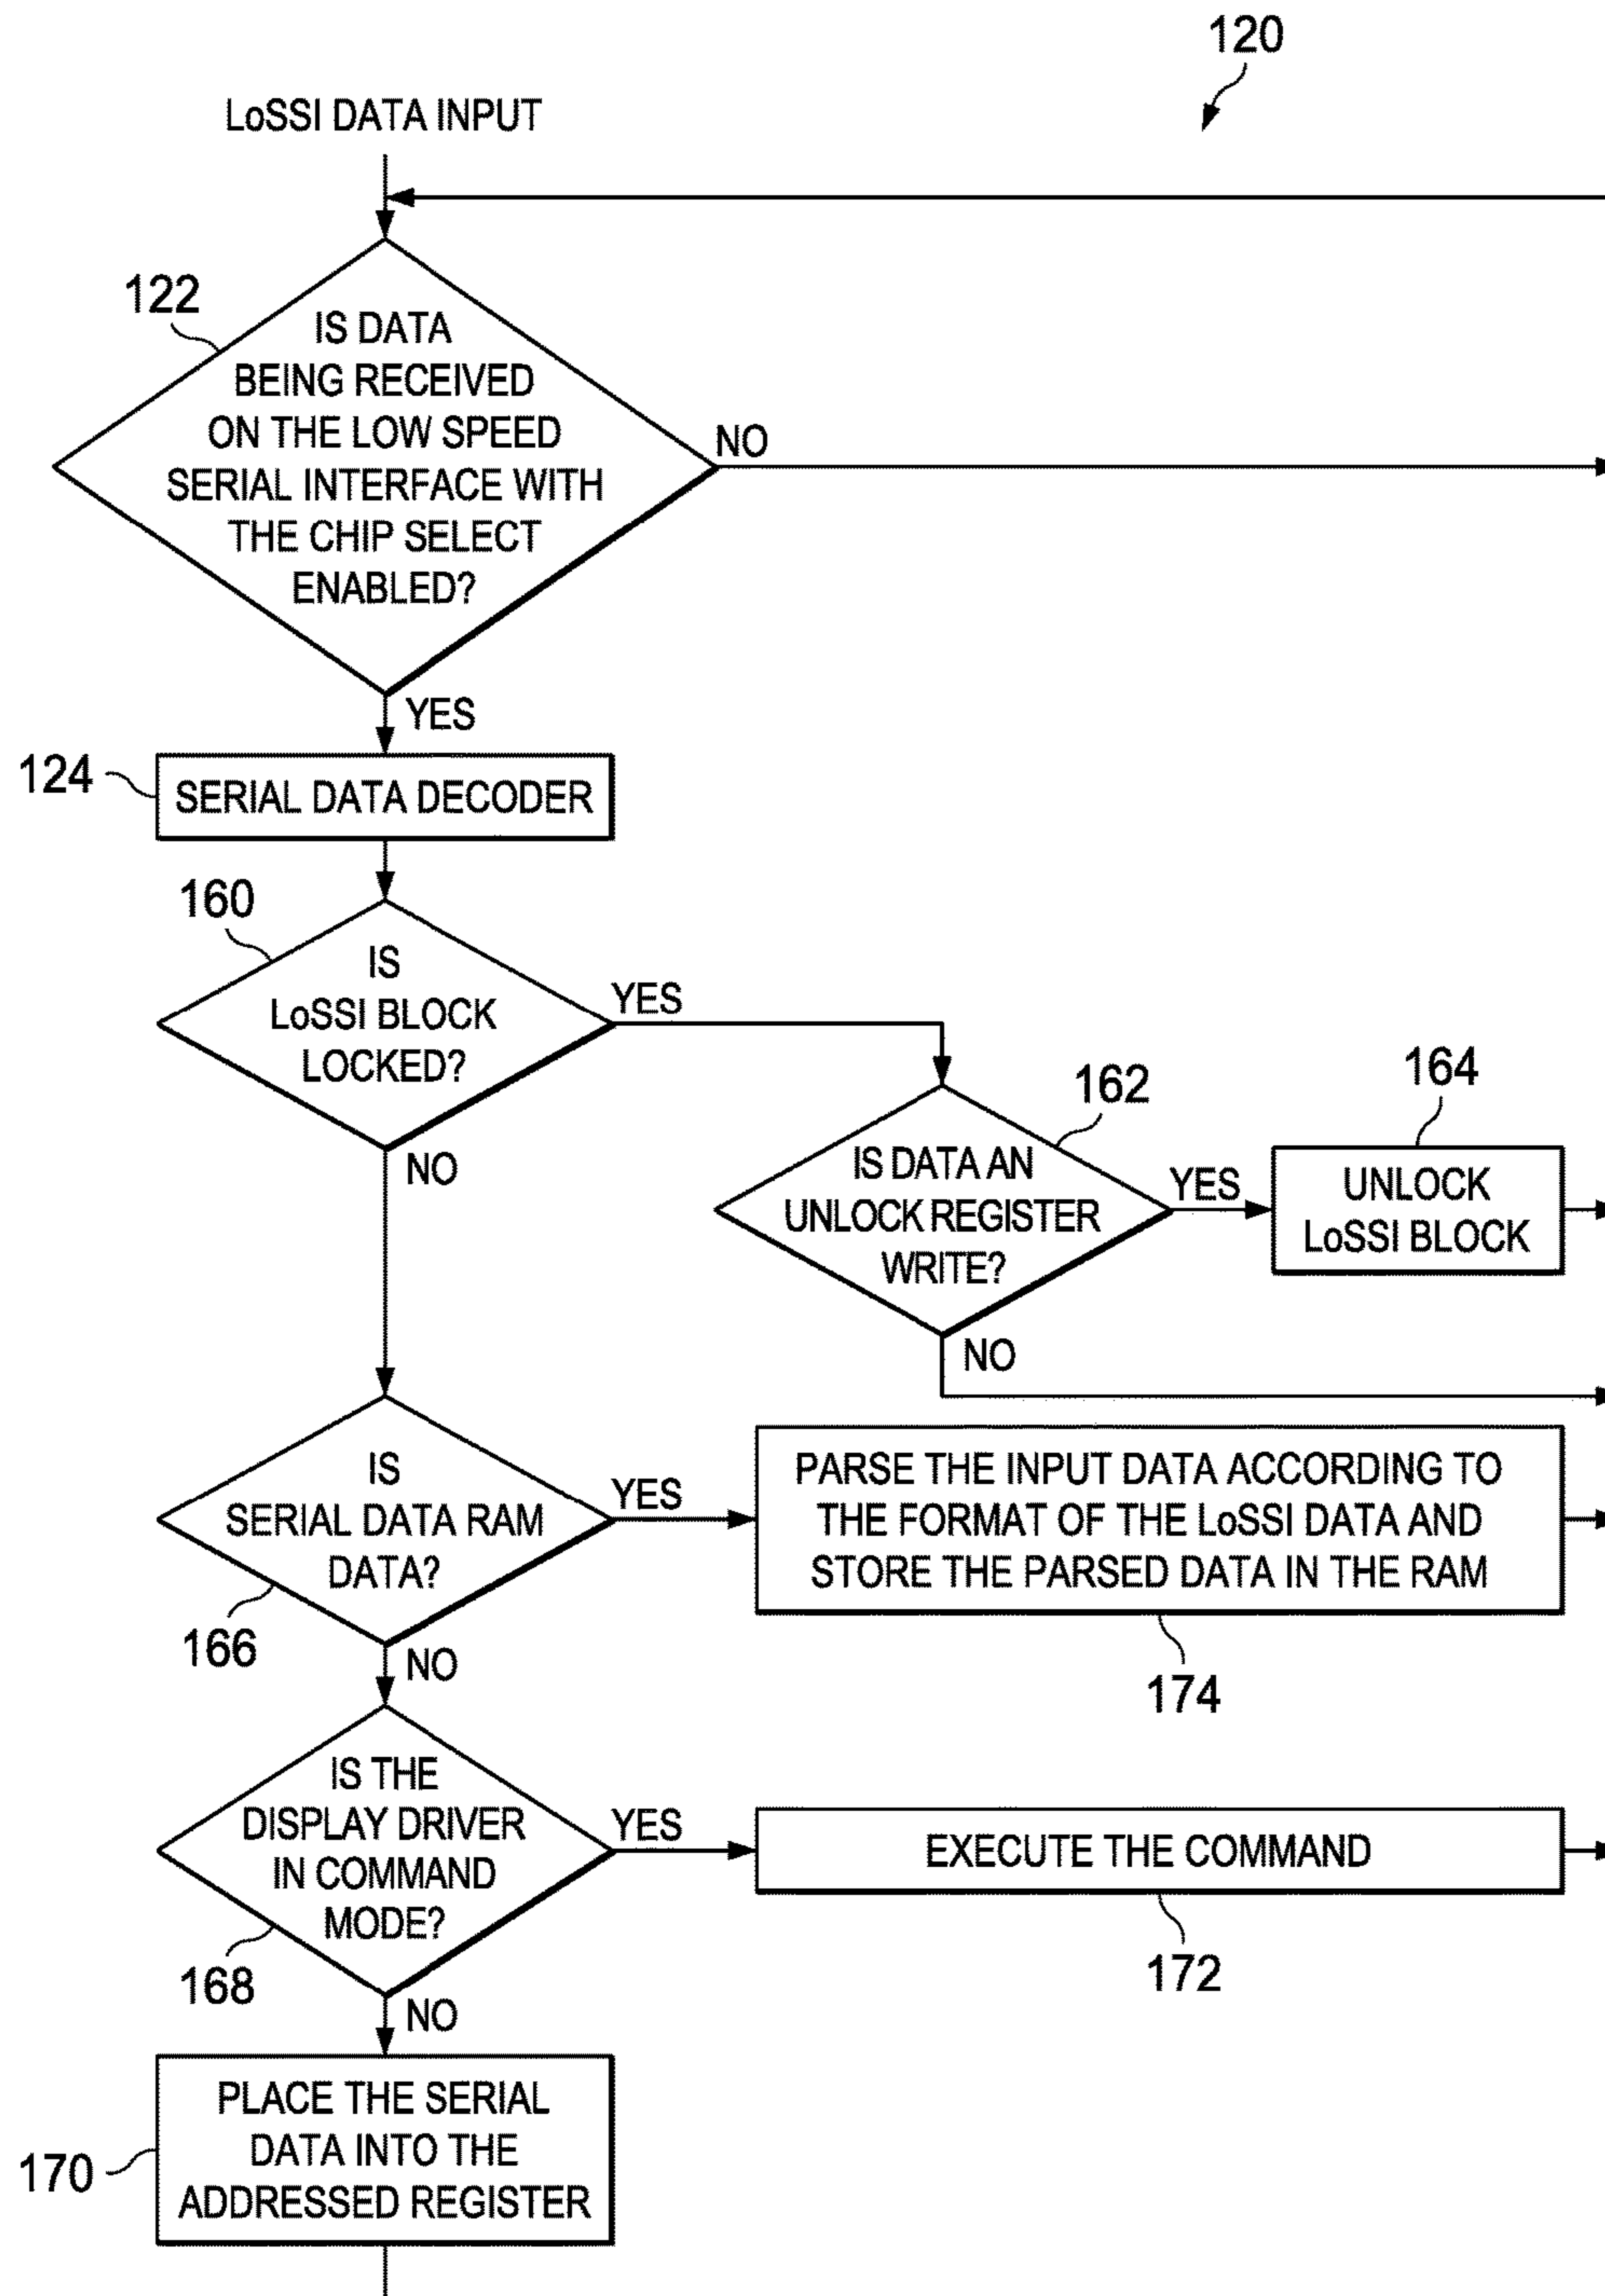 120
LoSSI DATA INPUT
122
IS DATA
BEING RECEIVED
ON THE LOW SPEED
SERIAL INTERFACE WITH
THE CHIP SELECT
ENABLED?
NO
YES
124
SERIAL DATA DECODER
160
IS
LoSSI BLOCK
LOCKED?
YES
NO
162
IS DATA AN
UNLOCK REGISTER
WRITE?
YES
NO
164
UNLOCK
LoSSI BLOCK
IS
SERIAL DATA RAM
DATA?
166
YES
NO
PARSE THE INPUT DATA ACCORDING TO
THE FORMAT OF THE LoSSI DATA AND
STORE THE PARSED DATA IN THE RAM
174
IS THE
DISPLAY DRIVER
IN COMMAND
MODE?
168
YES
NO
EXECUTE THE COMMAND
172
PLACE THE SERIAL
DATA INTO THE
ADDRESSED REGISTER
170